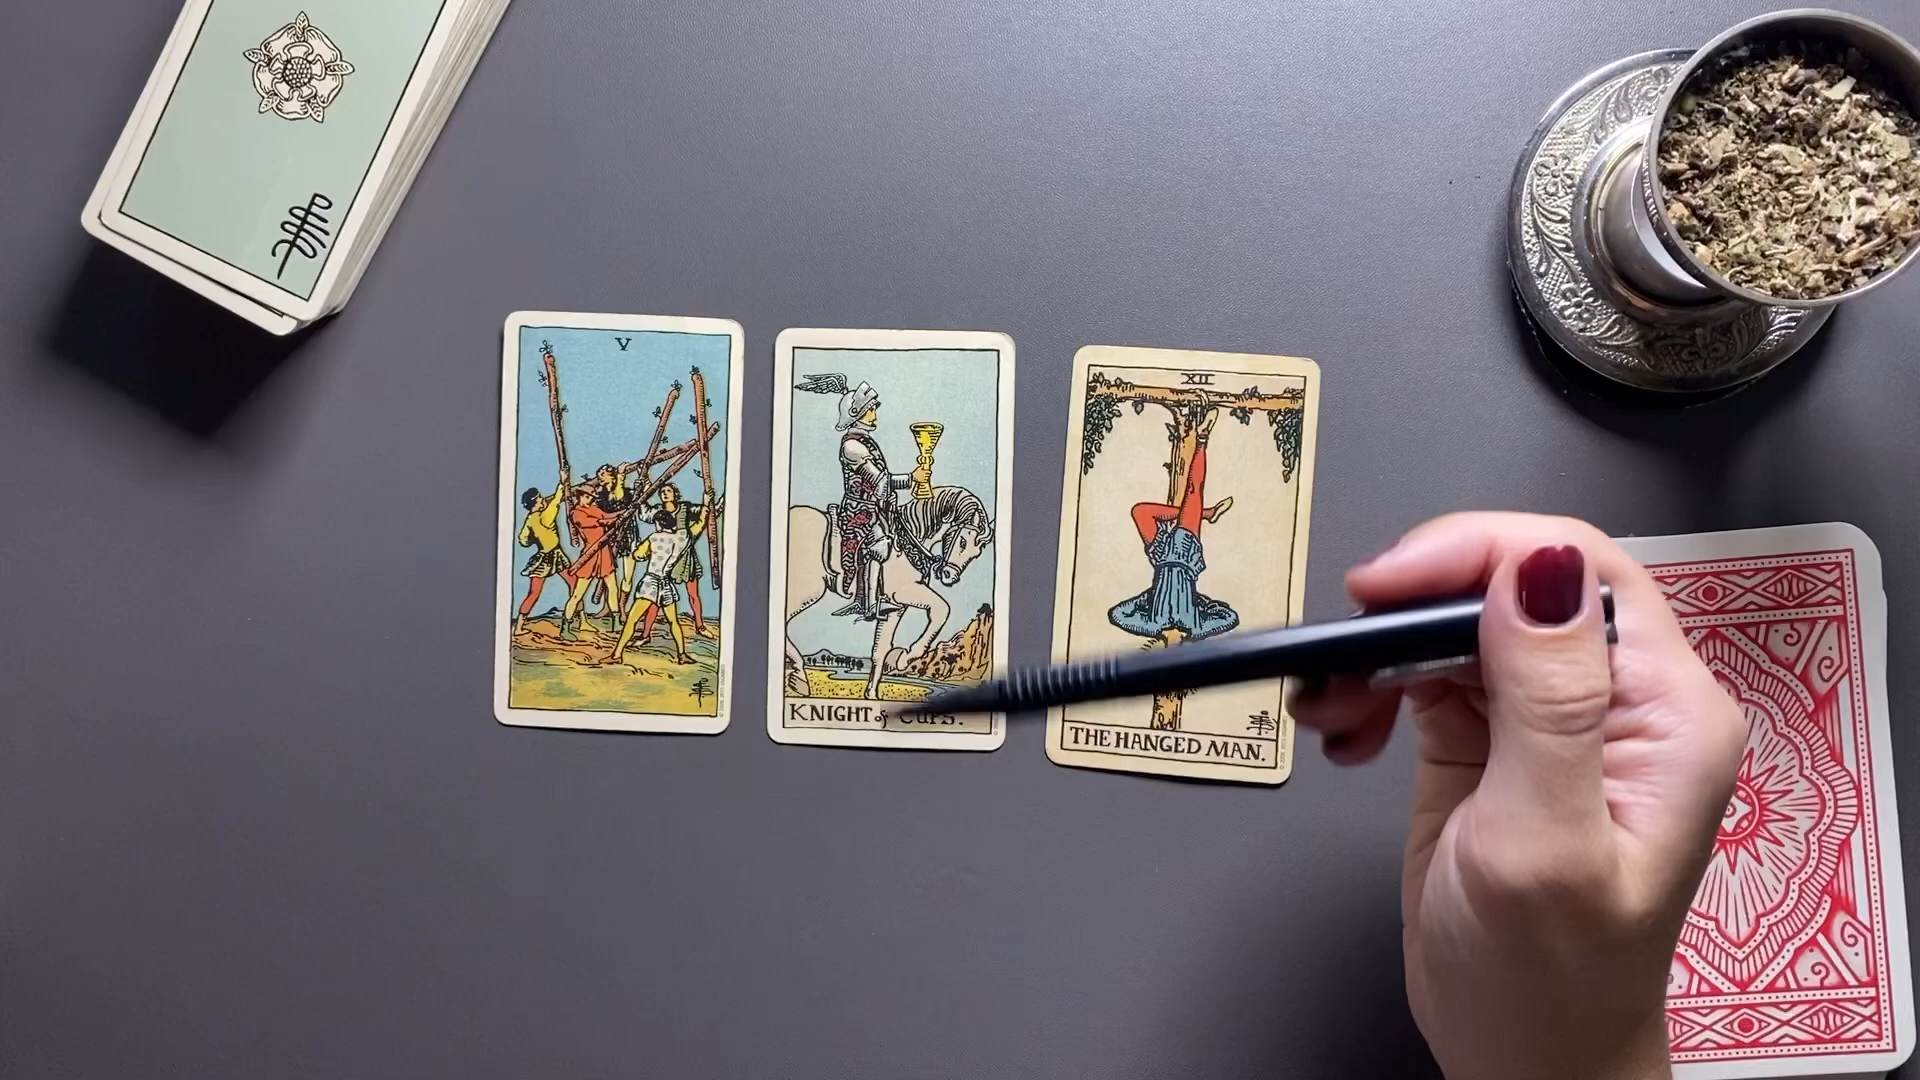 V
KNIGHT of CUPS.
XII
THE HANGED MAN.